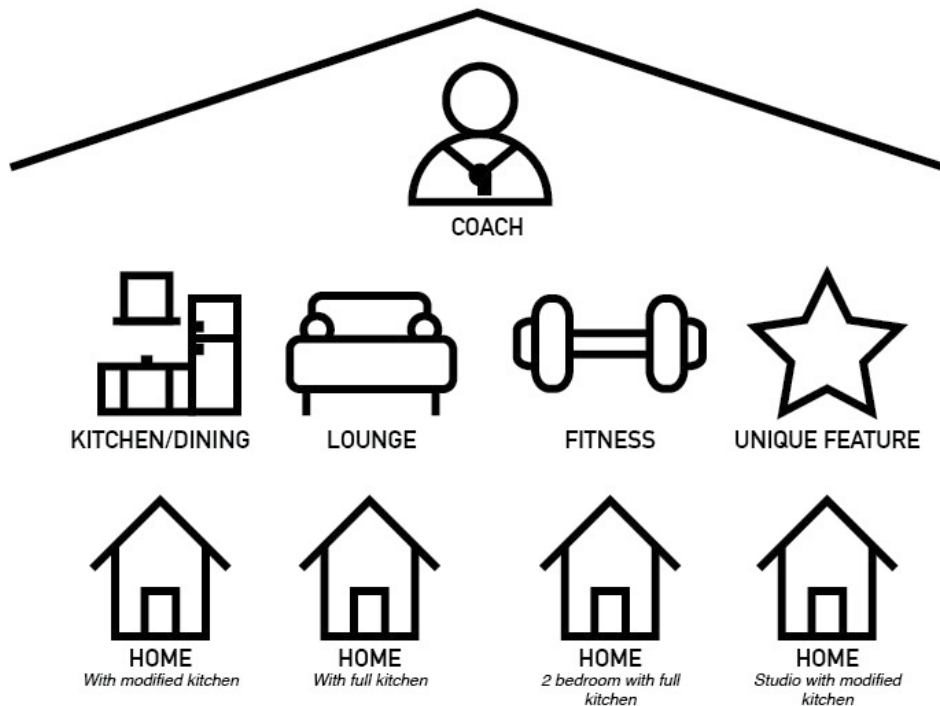 COACH
KITCHEN/DINING
LOUNGE
FITNESS
UNIQUE FEATURE
HOME
With modified kitchen
HOME
With full kitchen
HOME
2 bedroom with full
kitchen
HOME
Studio with modified
kitchen